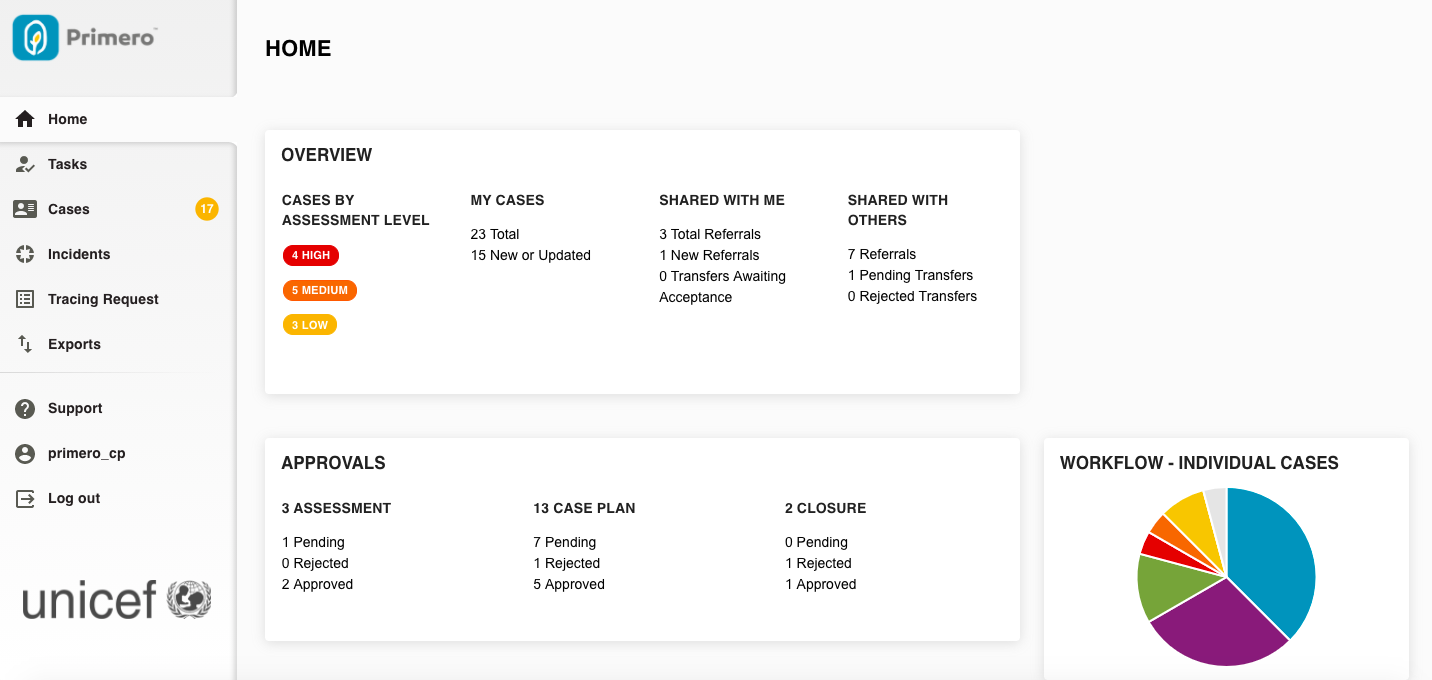 Primero™
Home
Tasks
Cases
17
Incidents
Tracing Request
Exports
Support
primero_cp
Log out
unicef
HOME
OVERVIEW
CASES BY
ASSESSMENT LEVEL
4 HIGH
5 MEDIUM
3 LOW
MY CASES
23 Total
15 New or Updated
SHARED WITH ME
3 Total Referrals
1 New Referrals
0 Transfers Awaiting
Acceptance
SHARED WITH
OTHERS
7 Referrals
1 Pending Transfers
0 Rejected Transfers
APPROVALS
3 ASSESSMENT
1 Pending
0 Rejected
2 Approved
13 CASE PLAN
7 Pending
1 Rejected
5 Approved
2 CLOSURE
0 Pending
1 Rejected
1 Approved
WORKFLOW - INDIVIDUAL CASES